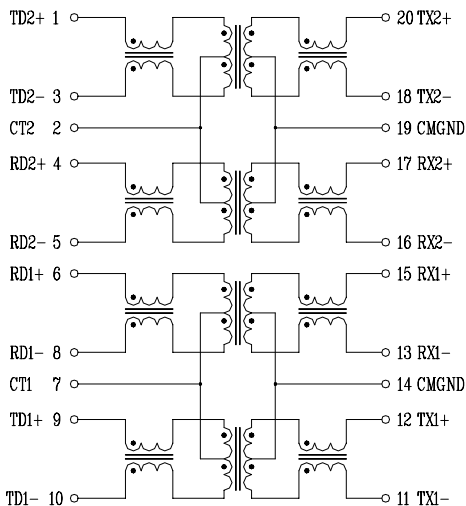 TD2+ 1 20 TX2+
TD2- 3 18 TX2-
CT2 2 19 CMGND
RD2+ 4 17 RX2+
RD2- 5 16 RX2-
RD1+ 6 15 RX1+
RD1- 8 13 RX1-
CT1 7 14 CMGND
TD1+ 9 12 TX1+
TD1- 10 11 TX1-